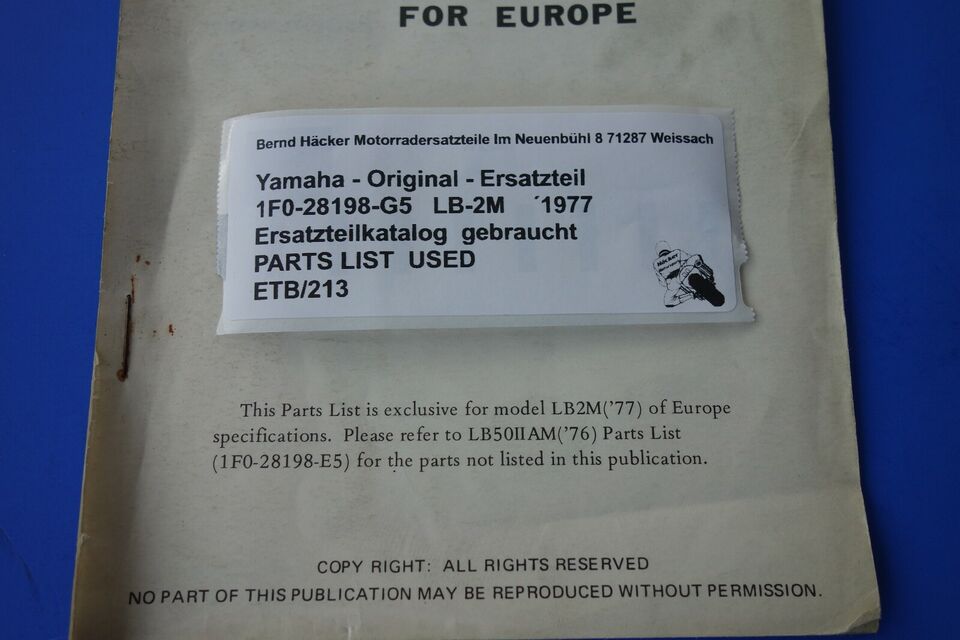 FOR EUROPE
Bernd Häcker Motorradersatzteile Im Neuenbühl 8 71287 Weissach
Yamaha - Original - Ersatzteil
1F0-28198-G5 LB-2M ´1977
Ersatzteilkatalog gebraucht
PARTS LIST USED
ETB/213
Häcker
This Parts List is exclusive for model LB2M('77) of Europe
specifications. Please refer to LB50IIAM('76) Parts List
(1F0-28198-E5) for the parts not listed in this publication.
COPY RIGHT: ALL RIGHTS RESERVED
NO PART OF THIS PUBLICATION MAY BE REPRODUCED WITHOUT PERMISSION.